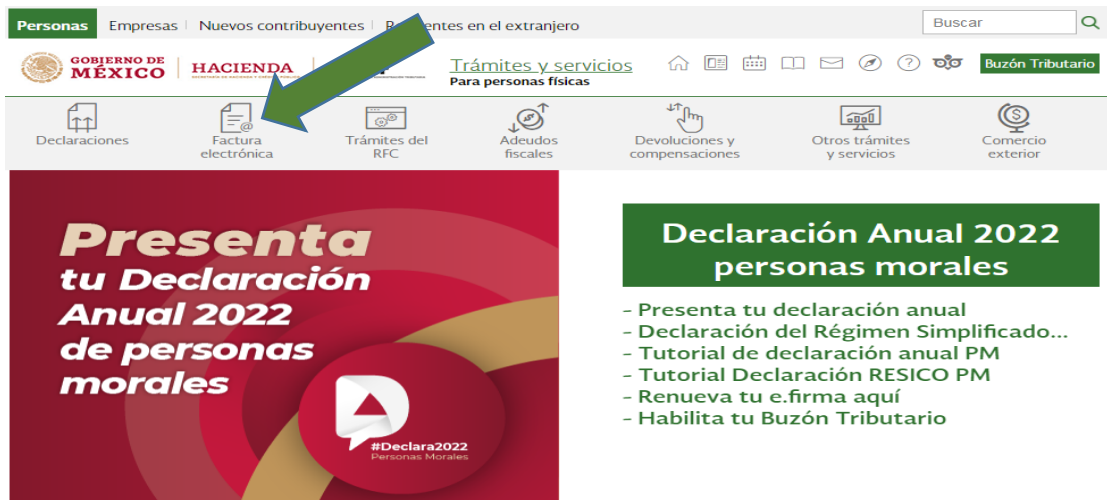 Personas Empresas Nuevos contribuyentes entes en el extranjero Buscar
GOBIERNO DE
MÉXICO
HACIENDA
Trámites y servicios
Para personas físicas
Buzón Tributario
Declaraciones
Factura
electrónica
Trámites del
RFC
Adeudos
fiscales
Devoluciones y
compensaciones
Otros trámites
y servicios
Comercio
exterior
Presenta
tu Declaración
Anual 2022
de personas
morales
#Declara2022
Personas Morales
Declaración Anual 2022
personas morales
- Presenta tu declaración anual
- Declaración del Régimen Simplificado...
- Tutorial de declaración anual PM
- Tutorial Declaración RESICO PM
- Renueva tu e.firma aquí
- Habilita tu Buzón Tributario